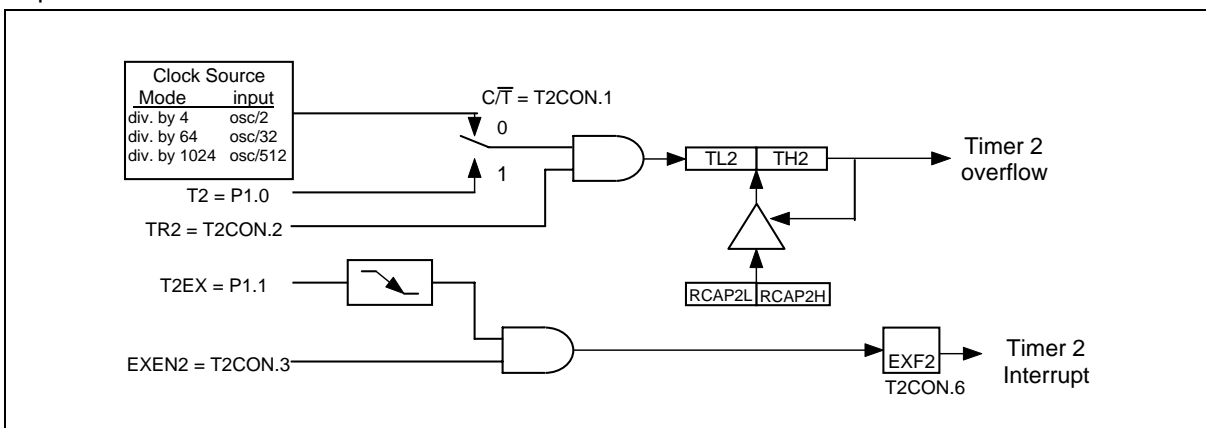 Clock Source
Mode input
div. by 4 osc/2
div. by 64 osc/32
div. by 1024 osc/512
C/T̅ = T2CON.1
0
1
T2 = P1.0
TR2 = T2CON.2
TL2 TH2
Timer 2
overflow
T2EX = P1.1
RCAP2L RCAP2H
EXEN2 = T2CON.3
EXF2
T2CON.6
Timer 2
Interrupt